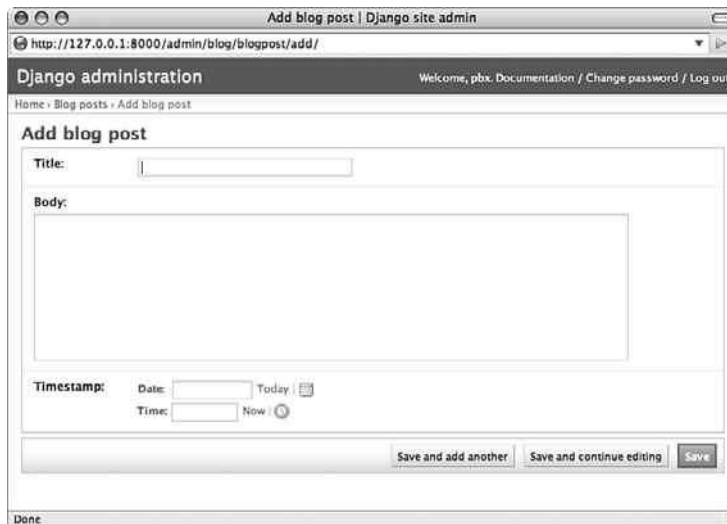 Add blog post | Django site admin
http://127.0.0.1:8000/admin/blog/blogpost/add/
Django administration
Welcome, pbx. Documentation / Change password / Log out
Home › Blog posts › Add blog post
Add blog post
Title:
Body:
Timestamp:
Date:
Today |
Time:
Now |
Save and add another
Save and continue editing
Save
Done